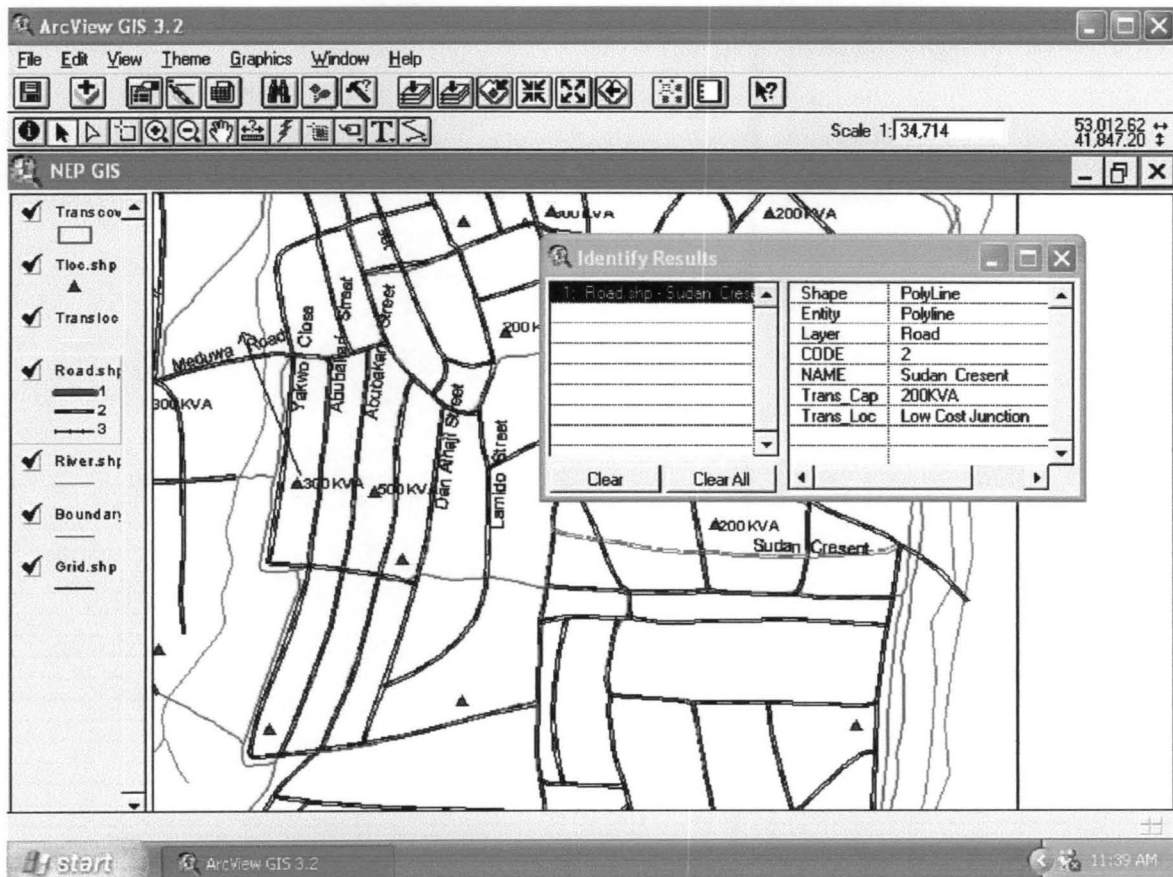 ArcView GIS 3.2
File Edit View Theme Graphics Window Help
Scale 1: 34,714
53,012.62
41,847.20
NEP GIS
Transcov
Tloc.shp
Transloc
Road.shp
1
2
3
River.shp
Boundary
Grid.shp
200KVA
200 K
Meduwa Road
Yakwo Close
Abubakar Street
Abubakar Street
300KVA
300KVA
500KVA
Dan Alhaji Street
Lamido Street
200KVA
Sudan Cresent
Identify Results
1: Road.shp - Sudan Crese
Shape PolyLine
Entity Polyline
Layer Road
CODE 2
NAME Sudan Cresent
Trans_Cap 200KVA
Trans_Loc Low Cost Junction
Clear Clear All
start ArcView GIS 3.2 11:39 AM